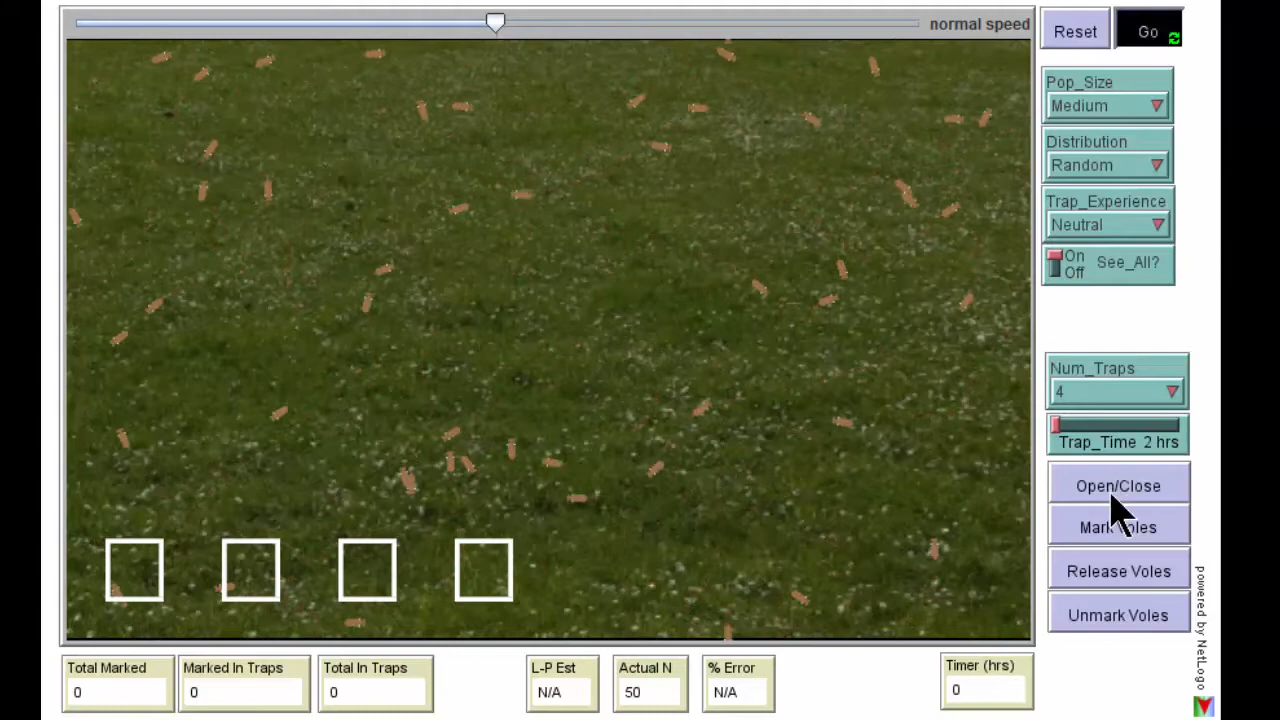 normal speed
Reset
Go
Pop_Size
Medium
Distribution
Random
Trap_Experience
Neutral
On
Off
See_All?
Num_Traps
4
Trap_Time 2 hrs
Open/Close
Mark Voles
Release Voles
Unmark Voles
powered by NetLogo
Total Marked
0
Marked In Traps
0
Total In Traps
0
L-P Est
N/A
Actual N
50
% Error
N/A
Timer (hrs)
0